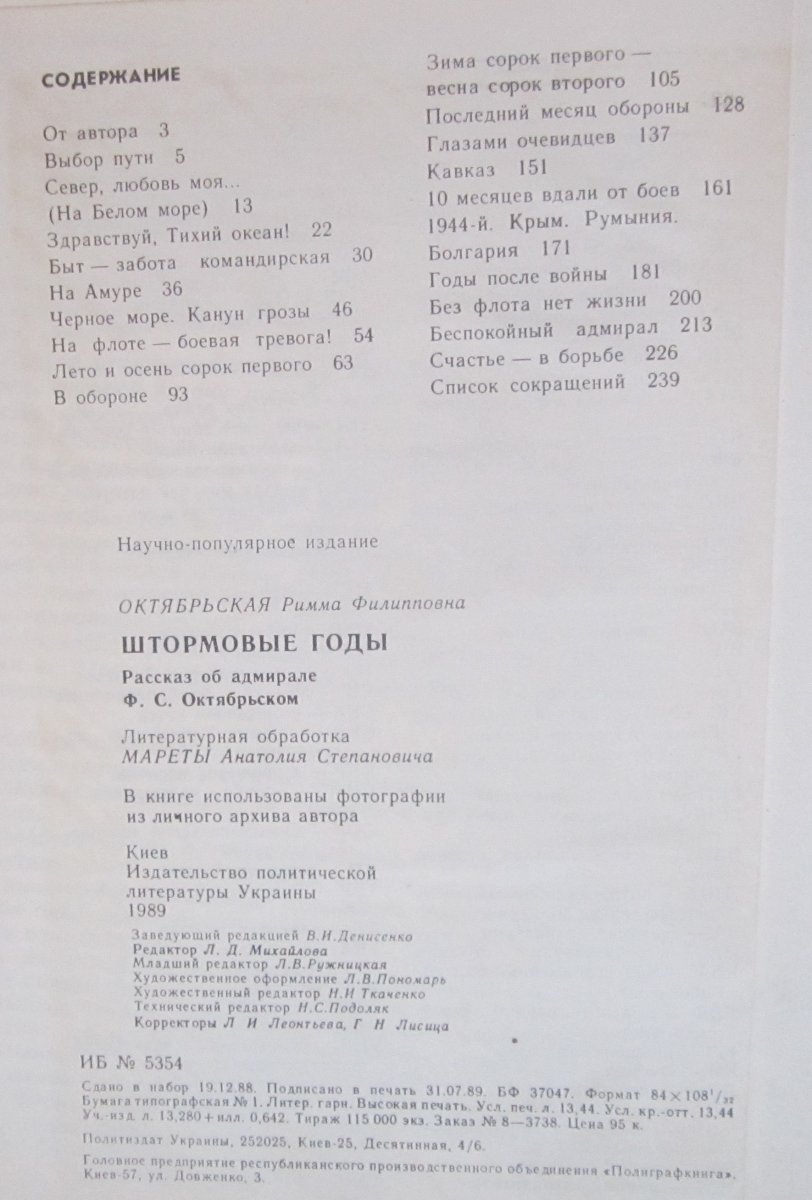 СОДЕРЖАНИЕ
От автора 3
Выбор пути 5
Север, любовь моя...
(На Белом море) 13
Здравствуй, Тихий океан! 22
Быт — забота командирская 30
На Амуре 36
Черное море. Канун грозы 46
На флоте — боевая тревога! 54
Лето и осень сорок первого 63
В обороне 93
Зима сорок первого —
весна сорок второго 105
Последний месяц обороны 128
Глазами очевидцев 137
Кавказ 151
10 месяцев вдали от боев 161
1944-й. Крым. Румыния.
Болгария 171
Годы после войны 181
Без флота нет жизни 200
Беспокойный адмирал 213
Счастье — в борьбе 226
Список сокращений 239
Научно-популярное издание
ОКТЯБРЬСКАЯ Римма Филипповна
ШТОРМОВЫЕ ГОДЫ
Рассказ об адмирале
Ф. С. Октябрьском
Литературная обработка
МАРЕТЫ Анатолия Степановича
В книге использованы фотографии
из личного архива автора
Киев
Издательство политической
литературы Украины
1989
Заведующий редакцией В.И.Денисенко
Редактор Л. Д. Михайлова
Младший редактор Л.В.Ружницкая
Художественное оформление Л.В.Пономарь
Художественный редактор Н.И Ткаченко
Технический редактор Н.С.Подоляк
Корректоры Л И Леонтьева, Г Н Лисица
ИБ № 5354
Сдано в набор 19.12.88. Подписано в печать 31.07.89. БФ 37047. Формат 84×108¹/₃₂
Бумага типографская № 1. Литер. гарн. Высокая печать. Усл. печ. л. 13,44. Усл. кр.-отт. 13,44
Уч.-изд. л. 13,280 + илл. 0,642. Тираж 115 000 экз. Заказ № 8—3738. Цена 95 к.
Политиздат Украины, 252025, Киев-25, Десятинная, 4/6.
Головное предприятие республиканского производственного объединения «Полиграфкнига»,
Киев-57, ул. Довженко, 3.